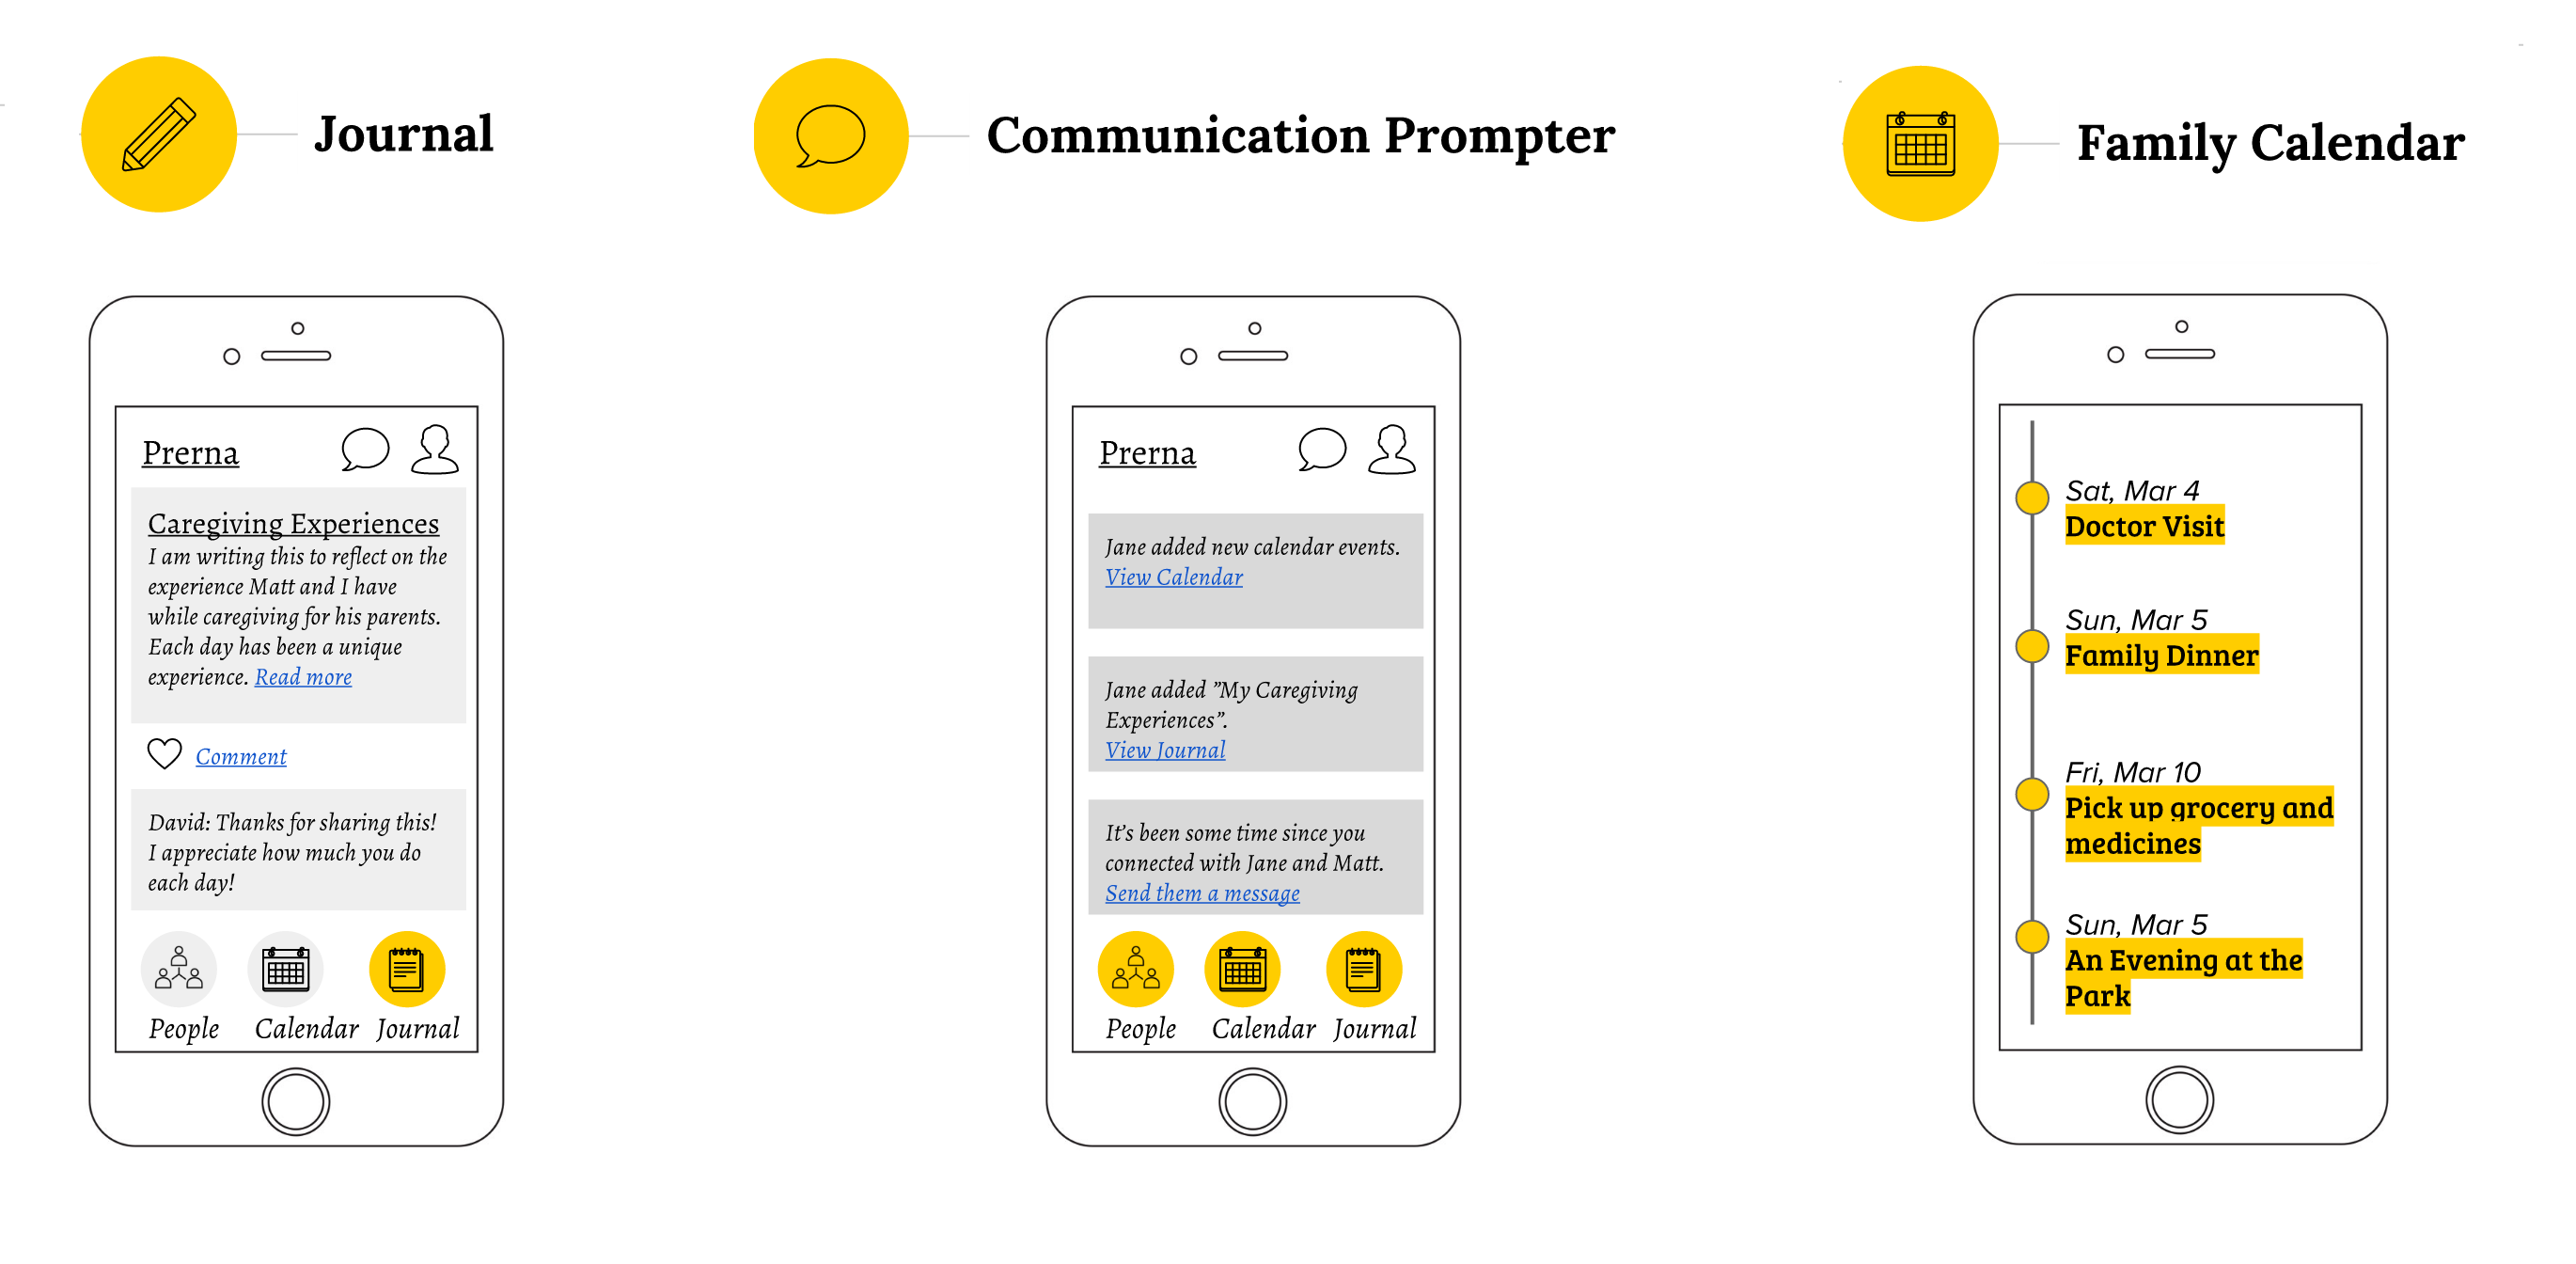 Journal
Prerna
Caregiving Experiences
I am writing this to reflect on the
experience Matt and I have
while caregiving for his parents.
Each day has been a unique
experience. Read more
Comment
David: Thanks for sharing this!
I appreciate how much you do
each day!
People Calendar Journal
Communication Prompter
Prerna
Jane added new calendar events.
View Calendar
Jane added ”My Caregiving
Experiences”.
View Journal
It’s been some time since you
connected with Jane and Matt.
Send them a message
People Calendar Journal
Family Calendar
Sat, Mar 4
Doctor Visit
Sun, Mar 5
Family Dinner
Fri, Mar 10
Pick up grocery and
medicines
Sun, Mar 5
An Evening at the
Park